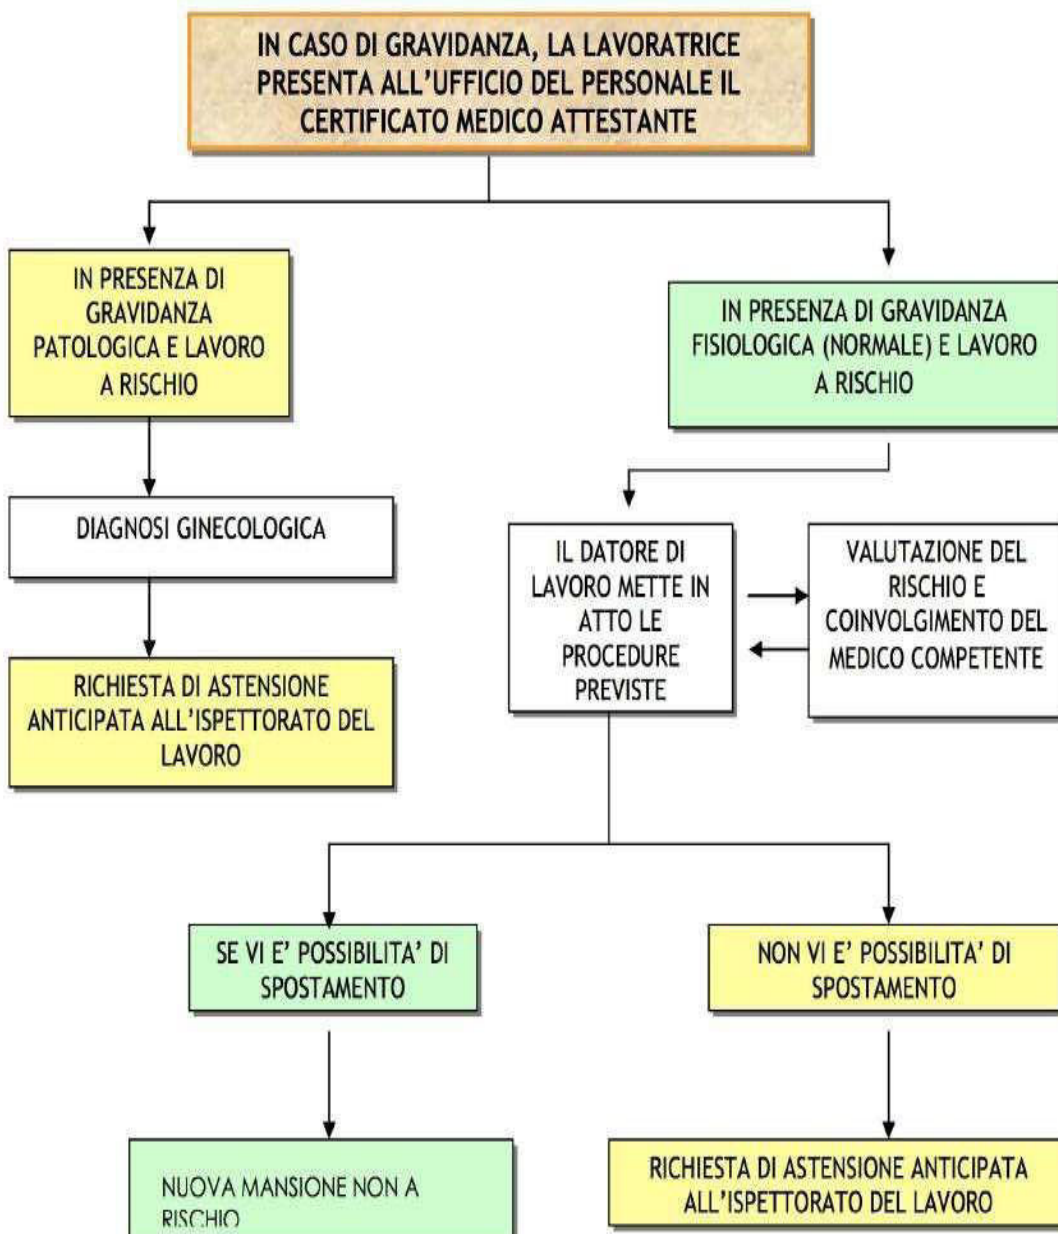 IN CASO DI GRAVIDANZA, LA LAVORATRICE
PRESENTA ALL'UFFICIO DEL PERSONALE IL
CERTIFICATO MEDICO ATTESTANTE
IN PRESENZA DI
GRAVIDANZA
PATOLOGICA E LAVORO
A RISCHIO
IN PRESENZA DI GRAVIDANZA
FISIOLOGICA (NORMALE) E LAVORO
A RISCHIO
DIAGNOSI GINECOLOGICA
IL DATORE DI
LAVORO METTE IN
ATTO LE
PROCEDURE
PREVISTE
VALUTAZIONE DEL
RISCHIO E
COINVOLGIMENTO DEL
MEDICO COMPETENTE
RICHIESTA DI ASTENSIONE
ANTICIPATA ALL'ISPETTORATO DEL
LAVORO
SE VI E' POSSIBILITA' DI
SPOSTAMENTO
NON VI E' POSSIBILITA' DI
SPOSTAMENTO
NUOVA MANSIONE NON A
RISCHIO
RICHIESTA DI ASTENSIONE ANTICIPATA
ALL'ISPETTORATO DEL LAVORO